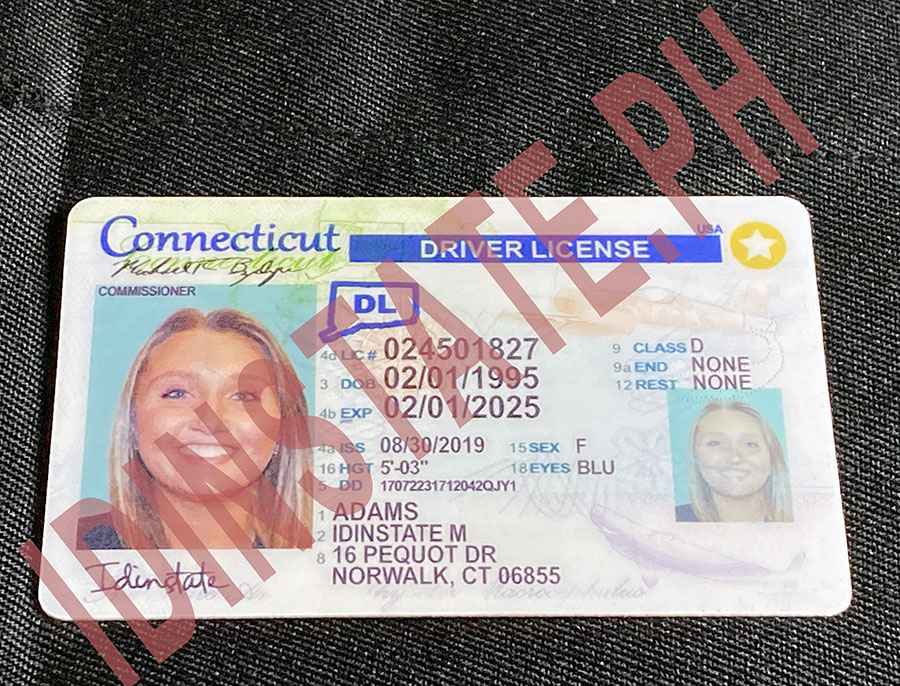 IDINSTATE.PH
Connecticut
USA
DRIVER LICENSE
COMMISSIONER
DL
4d LIC # 024501827
3 DOB 02/01/1995
4b EXP 02/01/2025
4a ISS 08/30/2019
15 SEX F
16 HGT 5'-03"
18 EYES BLU
5 DD 17072231712042QJY1
9 CLASS D
9a END NONE
12 REST NONE
1 ADAMS
2 IDINSTATE M
8 16 PEQUOT DR
NORWALK, CT 06855
Idinstate